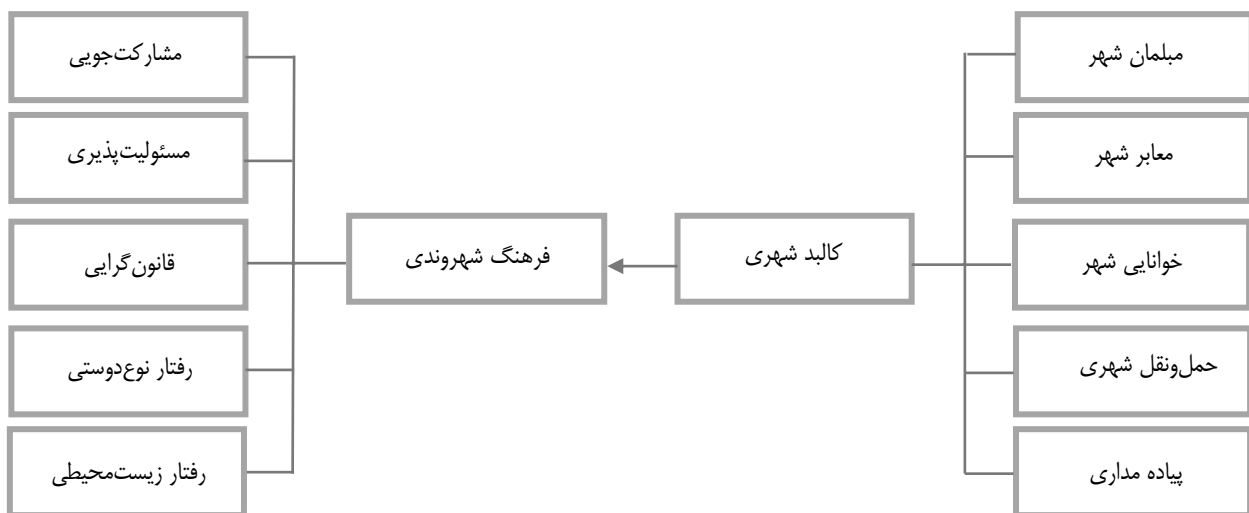 مبلمان شهر
معابر شهر
خوانایی شهر
حمل‌ونقل شهری
پیاده مداری
کالبد شهری
فرهنگ شهروندی
مشارکت‌جویی
مسئولیت‌پذیری
قانون‌گرایی
رفتار نوع‌دوستی
رفتار زیست‌محیطی